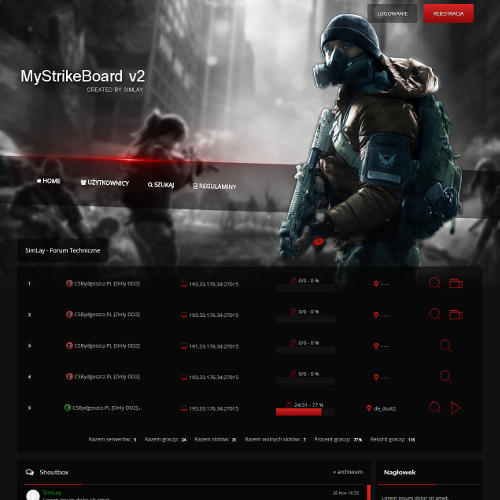 LOGOWANIE REJESTRACJA
MyStrikeBoard v2
CREATED BY SIMLAY
HOME UŻYTKOWNICY SZUKAJ REGULAMINY
SimLay - Forum Techniczne
1 CSBydgoszcz.PL [Only DD2] 193.33.176.34:27015 0/0 - 0 % ---
2 CSBydgoszcz.PL [Only DD2] 193.33.176.34:27015 0/0 - 0 % ---
3 CSBydgoszcz.PL [Only DD2] 191.33.176.34:27015 0/0 - 0 % ---
4 CSBydgoszcz.PL [Only DD2] 193.33.176.34:27015 0/0 - 0 % ---
5 CSBydgoszcz.PL [Only DD2]... 193.33.176.34:27015 24/31 - 77 % de_dust2
Razem serwerów: 5 Razem graczy: 24 Razem slotów: 31 Razem wolnych slotów: 7 Procent graczy: 77 % Rekord graczy: 116
Shoutbox « archiwum Nagłowek
SimLay 26 Nov 14:55
Lorem ipsum dolor sit amet, Lorem ipsum dolor sit amet,